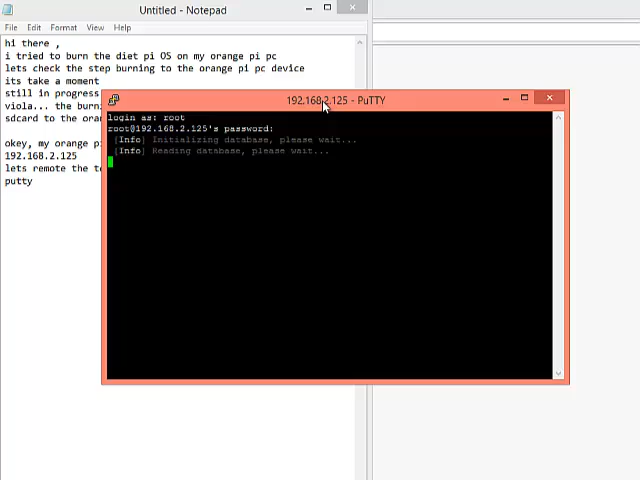 Untitled - Notepad
File Edit Format View Help
hi there ,
i tried to burn the diet pi OS on my orange pi pc
lets check the step burning to the orange pi pc device
its take a moment
still in progress
viola... the burni
sdcard to the oran
okey, my orange pi
192.168.2.125
lets remote the te
putty
192.168.2.125 - PuTTY
login as: root
root@192.168.2.125's password:
[Info] Initializing database, please wait...
[Info] Reading database, please wait...